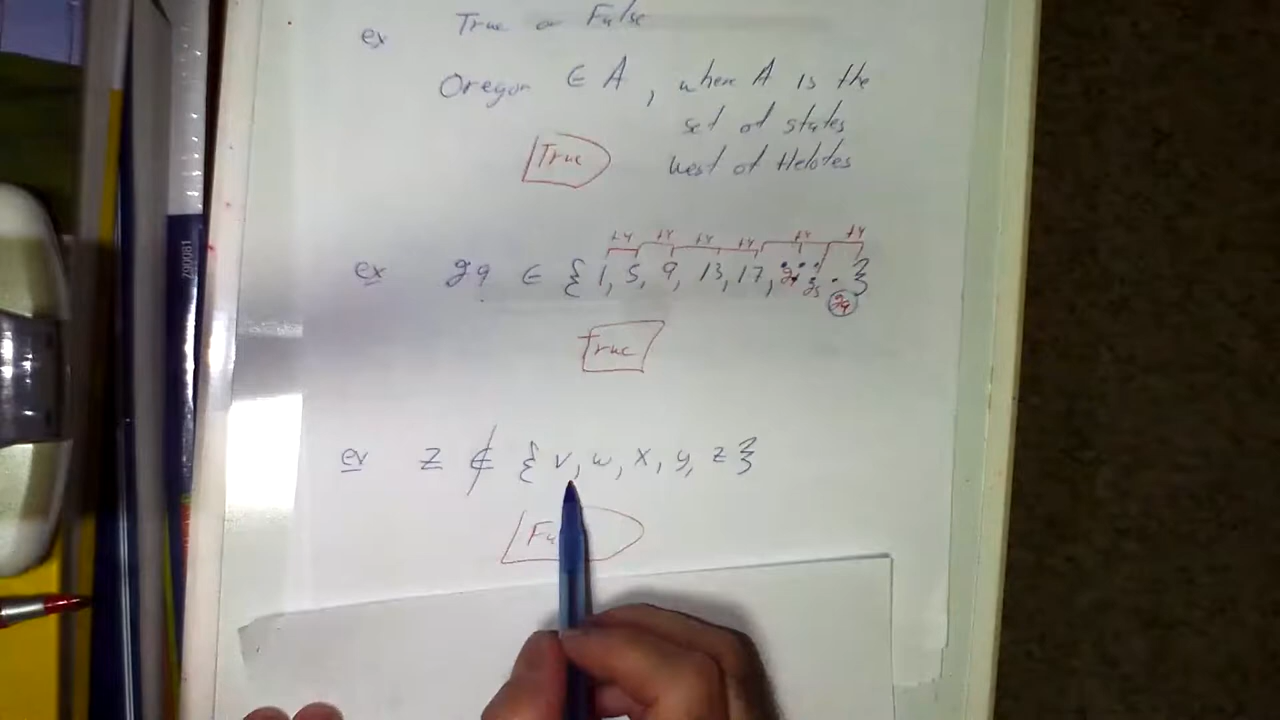 ex True or False
Oregon ∈ A, when A is the
set of states
west of Helotes
True
+4 +4 +4 +4 +4 +4
ex 29 ∈ {1, 5, 9, 13, 17, 21 25 29 }
True
ex z ∉ {v, w, x, y, z}